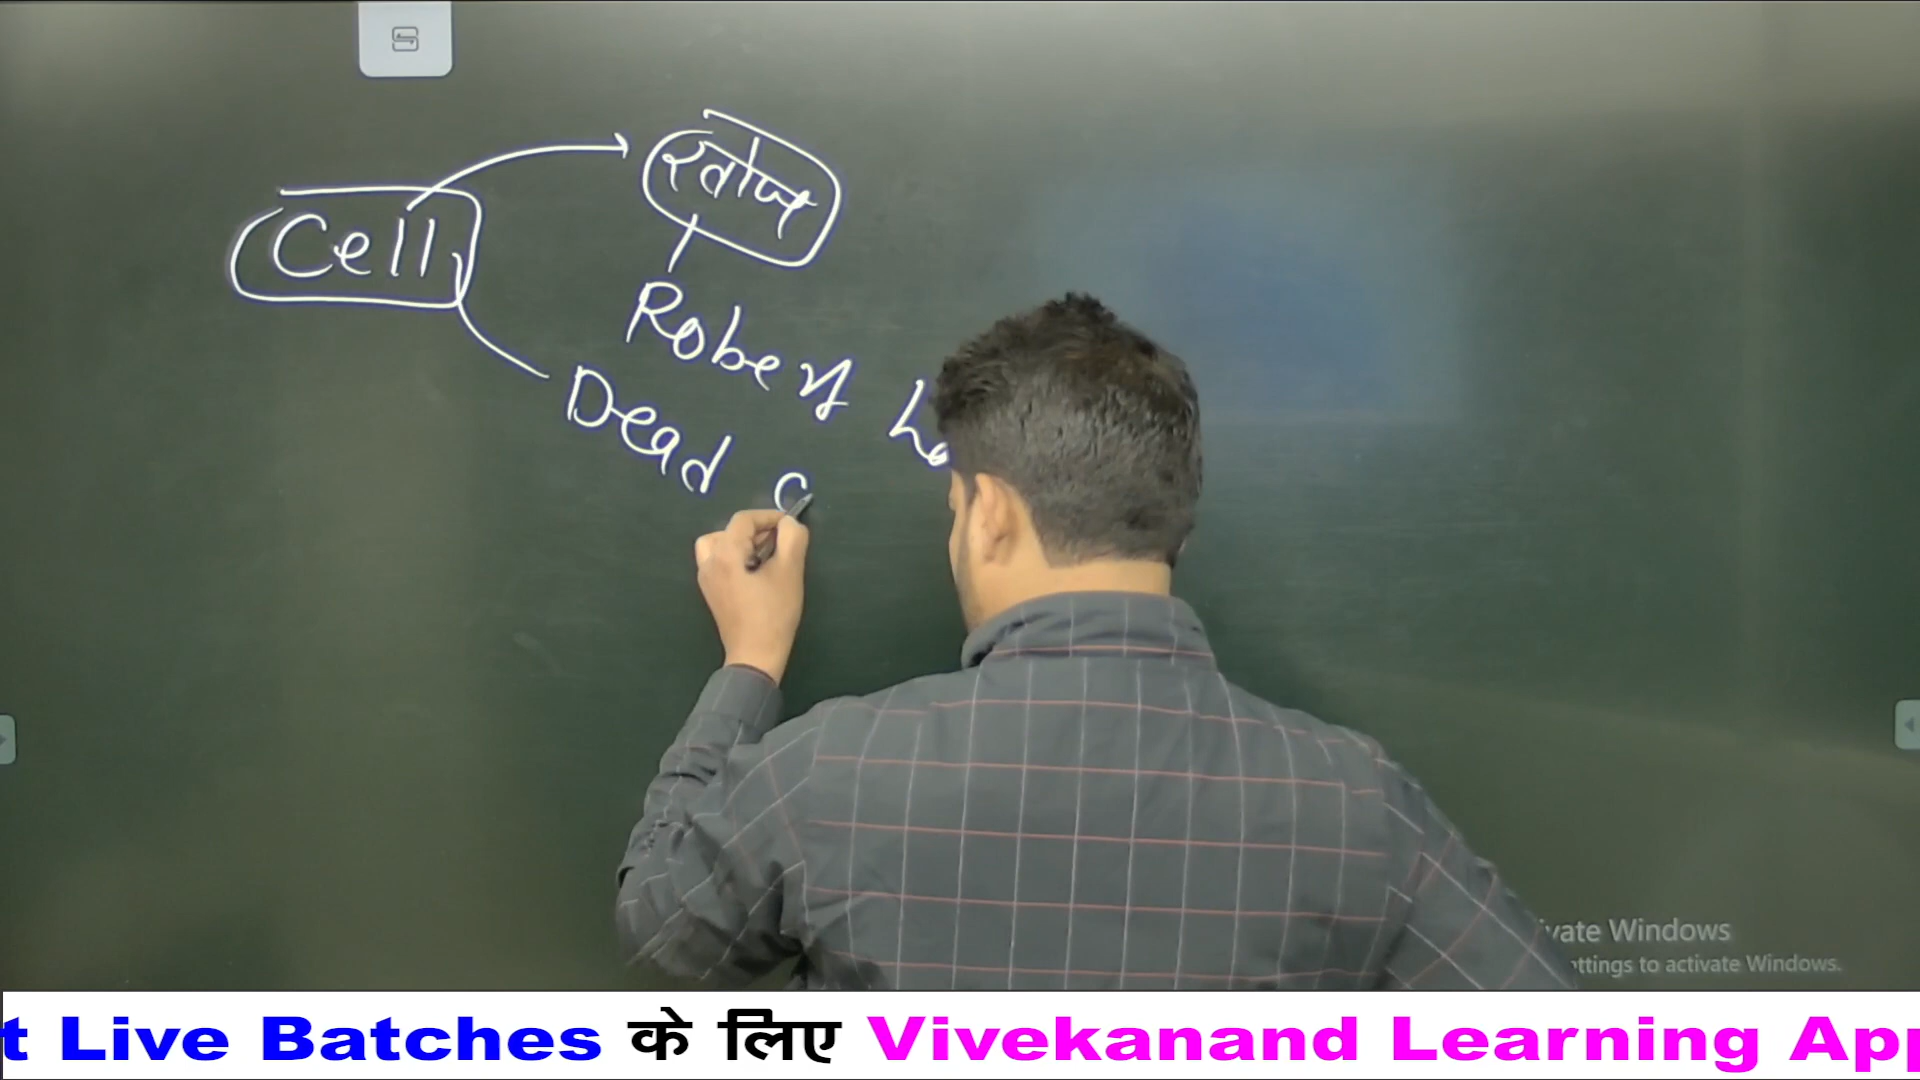 Cell
खोज
Robert
Dead
vate Windows
ttings to activate Windows.
t Live Batches के लिए Vivekanand Learning App